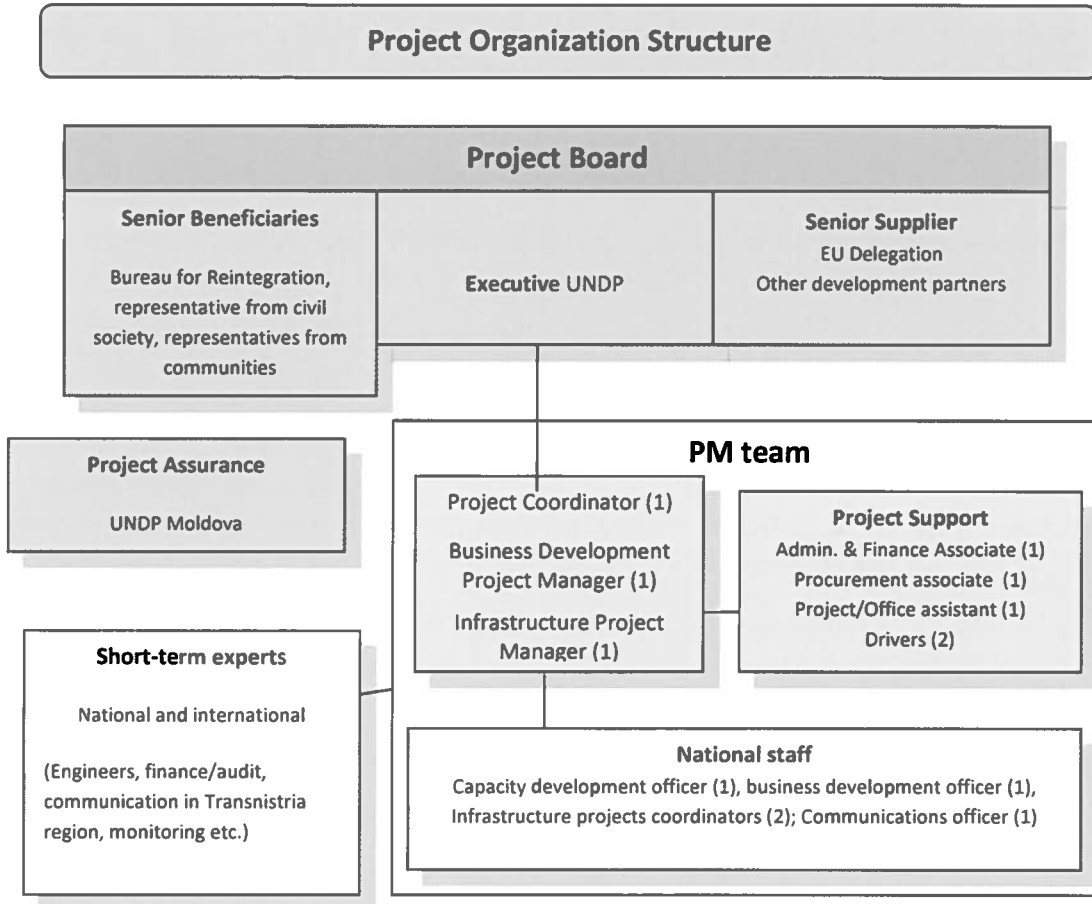 Project Organization Structure
Project Board
Senior Beneficiaries
Bureau for Reintegration,
representative from civil
society, representatives from
communities
Executive UNDP
Senior Supplier
EU Delegation
Other development partners
Project Assurance
UNDP Moldova
PM team
Project Coordinator (1)
Business Development
Project Manager (1)
Infrastructure Project
Manager (1)
Project Support
Admin. & Finance Associate (1)
Procurement associate (1)
Project/Office assistant (1)
Drivers (2)
Short-term experts
National and international
(Engineers, finance/audit,
communication in Transnistria
region, monitoring etc.)
National staff
Capacity development officer (1), business development officer (1),
Infrastructure projects coordinators (2); Communications officer (1)